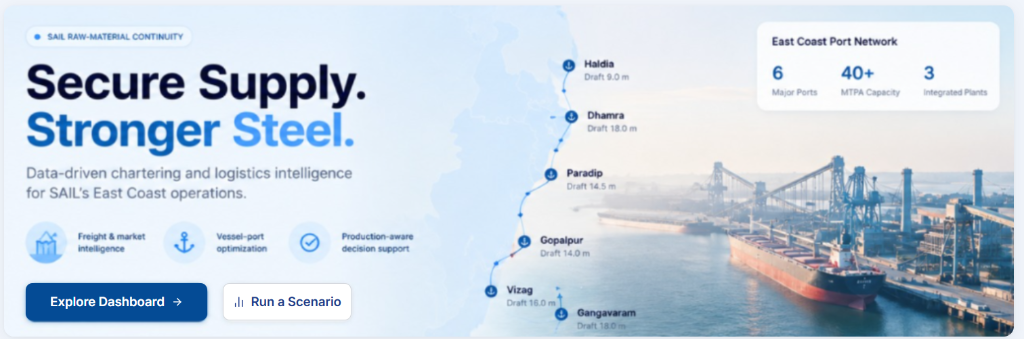 SAIL RAW-MATERIAL CONTINUITY
Secure Supply.
Stronger Steel.
Data-driven chartering and logistics intelligence
for SAIL's East Coast operations.
Freight & market
intelligence
Vessel-port
optimization
Production-aware
decision support
Explore Dashboard →
Run a Scenario
Haldia
Draft 9.0 m
Dhamra
Draft 18.0 m
Paradip
Draft 14.5 m
Gopalpur
Draft 14.0 m
Vizag
Draft 16.0 m
Gangavaram
Draft 18.0 m
East Coast Port Network
6
Major Ports
40+
MTPA Capacity
3
Integrated Plants